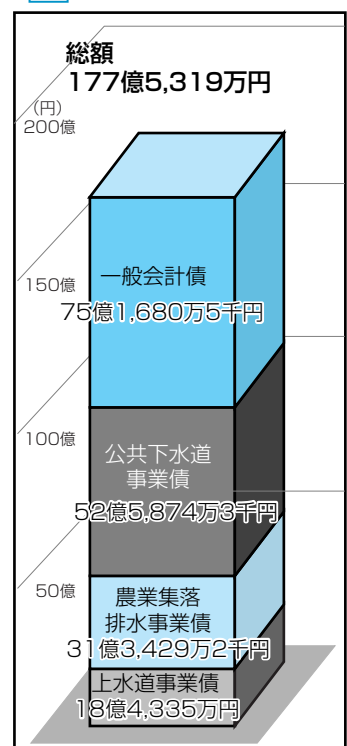 総額
177億5,319万円
(円)
200億
150億
一般会計債
75億1,680万5千円
100億
公共下水道
事業債
52億5,874万3千円
50億
農業集落
排水事業債
31億3,429万2千円
上水道事業債
18億4,335万円